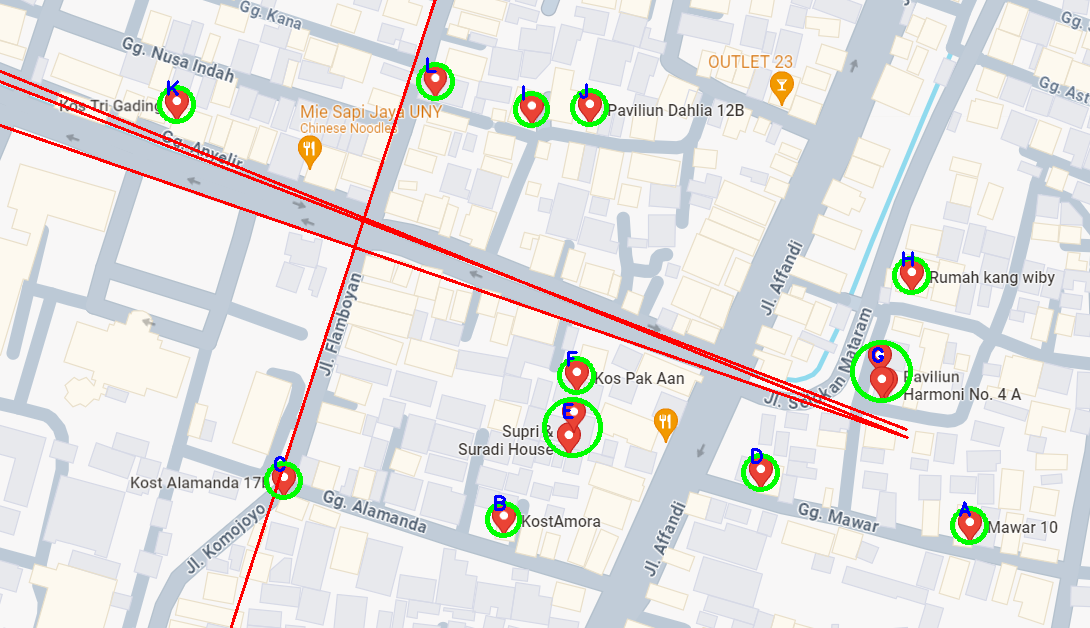 Gg. Kana
Gg. Nusa Indah
OUTLET 23
L
K
Kos Tri Gading
I
J
Paviliun Dahlia 12B
Mie Sapi Jaya UNY
Chinese Noodles
Gg. Anyelir
Gg. Ast
Jl. Affandi
H
Rumah kang wiby
Jl. Flamboyan
G
Paviliun
Harmoni No. 4 A
Jl. Selokan Mataram
F
Kos Pak Aan
E
Supri &
Suradi House
D
C
Kost Alamanda 17
Gg. Alamanda
B
KostAmora
Jl. Komojoyo
Jl. Affandi
Gg. Mawar
A
Mawar 10